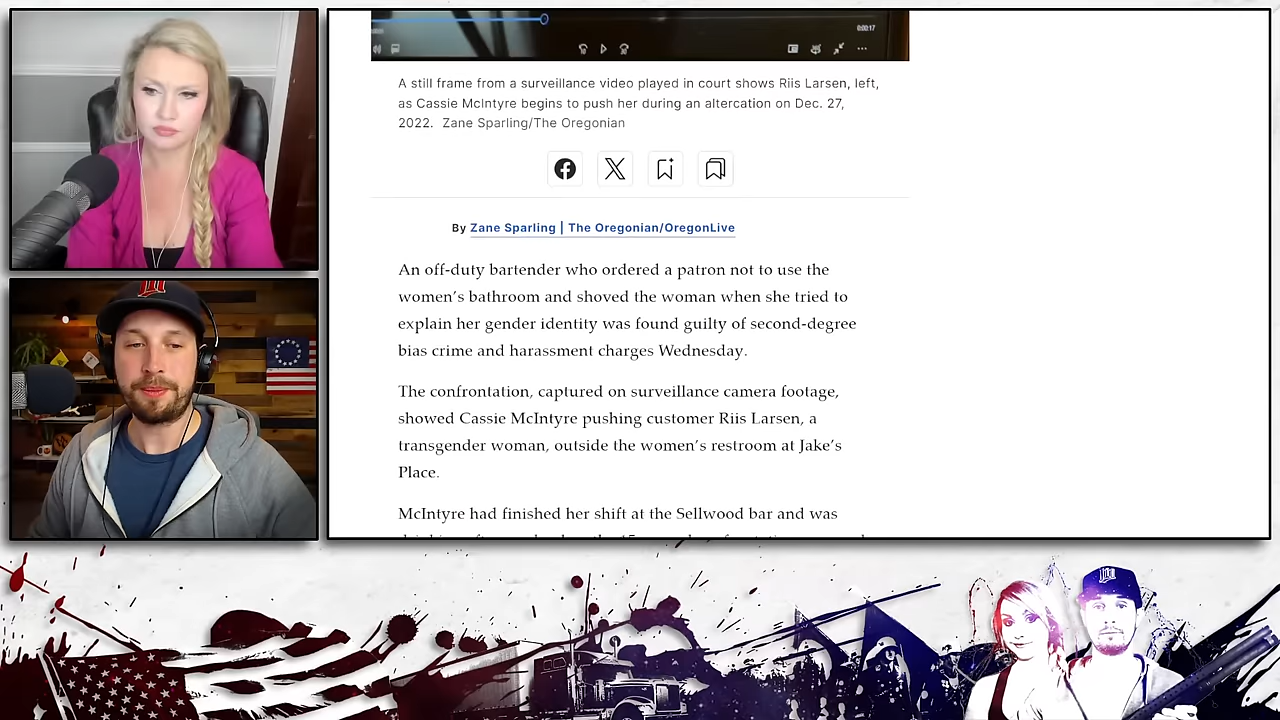 0:00:17
A still frame from a surveillance video played in court shows Riis Larsen, left,
as Cassie McIntyre begins to push her during an altercation on Dec. 27,
2022. Zane Sparling/The Oregonian
By Zane Sparling | The Oregonian/OregonLive
An off-duty bartender who ordered a patron not to use the
women’s bathroom and shoved the woman when she tried to
explain her gender identity was found guilty of second-degree
bias crime and harassment charges Wednesday.
The confrontation, captured on surveillance camera footage,
showed Cassie McIntyre pushing customer Riis Larsen, a
transgender woman, outside the women’s restroom at Jake’s
Place.
McIntyre had finished her shift at the Sellwood bar and was